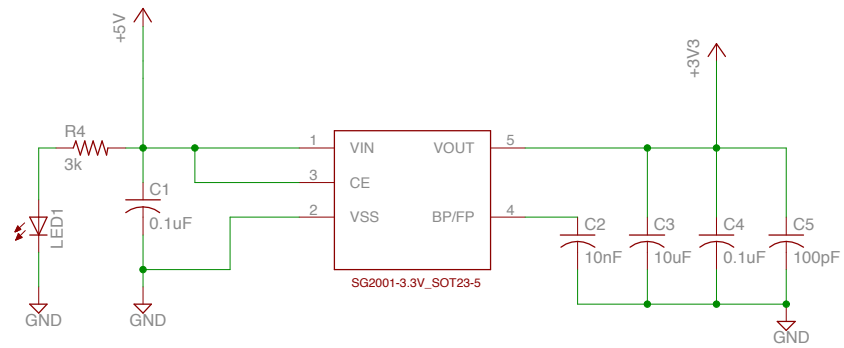 +5V
+3V3
R4
3k
1
VIN
VOUT
5
3
CE
C1
0.1uF
2
VSS
BP/FP
4
LED1
C2
10nF
C3
10uF
C4
0.1uF
C5
100pF
SG2001-3.3V_SOT23-5
GND
GND
GND